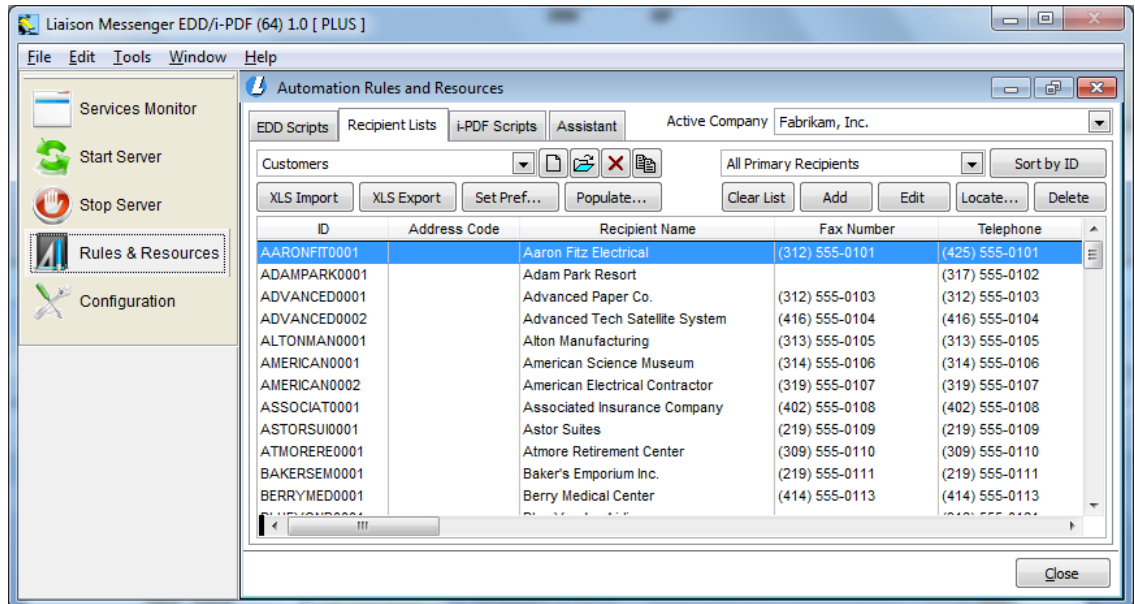 Liaison Messenger EDD/i-PDF (64) 1.0 [ PLUS ]
File Edit Tools Window Help
Services Monitor
Start Server
Stop Server
Rules & Resources
Configuration
Automation Rules and Resources
EDD Scripts Recipient Lists i-PDF Scripts Assistant Active Company Fabrikam, Inc.
Customers All Primary Recipients Sort by ID
XLS Import XLS Export Set Pref... Populate... Clear List Add Edit Locate... Delete
ID Address Code Recipient Name Fax Number Telephone
AARONFIT0001 Aaron Fitz Electrical (312) 555-0101 (425) 555-0101
ADAMPARK0001 Adam Park Resort (317) 555-0102
ADVANCED0001 Advanced Paper Co. (312) 555-0103 (312) 555-0103
ADVANCED0002 Advanced Tech Satellite System (416) 555-0104 (416) 555-0104
ALTONMAN0001 Alton Manufacturing (313) 555-0105 (313) 555-0105
AMERICAN0001 American Science Museum (314) 555-0106 (314) 555-0106
AMERICAN0002 American Electrical Contractor (319) 555-0107 (319) 555-0107
ASSOCIAT0001 Associated Insurance Company (402) 555-0108 (402) 555-0108
ASTORSUI0001 Astor Suites (219) 555-0109 (219) 555-0109
ATMORERE0001 Atmore Retirement Center (309) 555-0110 (309) 555-0110
BAKERSEM0001 Baker's Emporium Inc. (219) 555-0111 (219) 555-0111
BERRYMED0001 Berry Medical Center (414) 555-0113 (414) 555-0113
Close